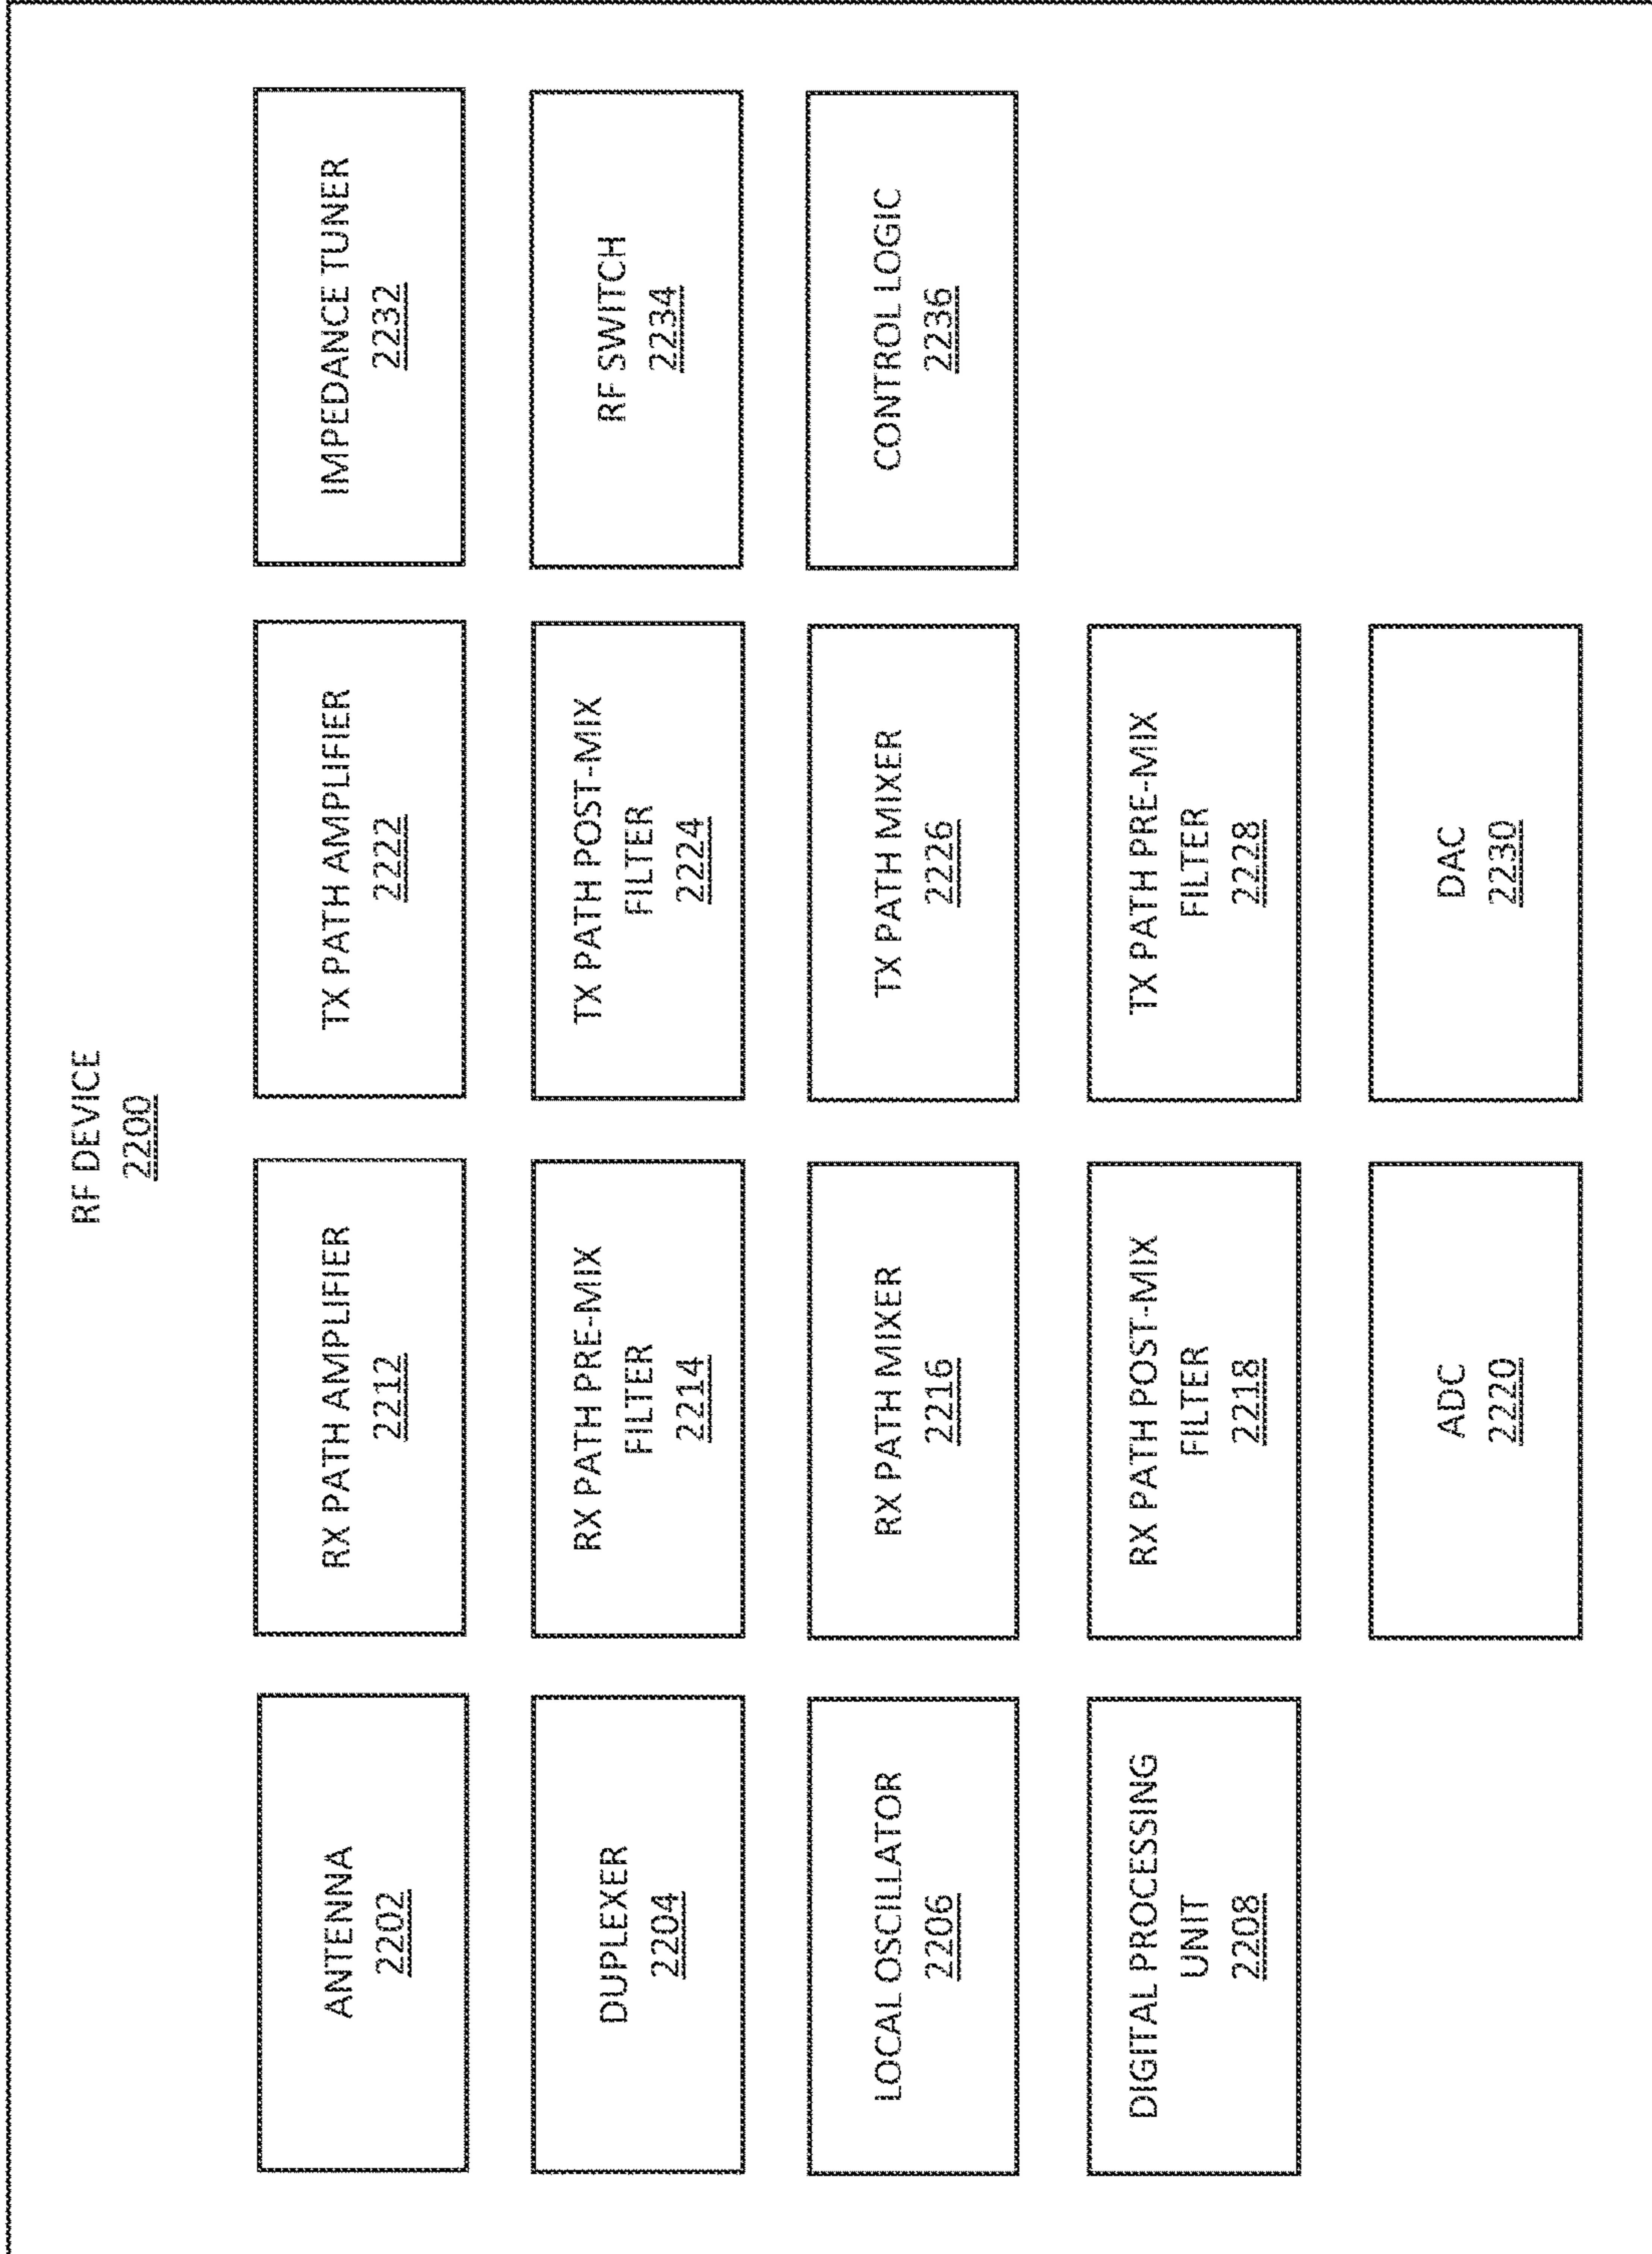 RF DEVICE
2200
ANTENNA
2202
DUPLEXER
2204
LOCAL OSCILLATOR
2206
DIGITAL PROCESSING
UNIT
2208
RX PATH AMPLIFIER
2212
RX PATH PRE-MIX
FILTER
2214
RX PATH MIXER
2216
RX PATH POST-MIX
FILTER
2218
ADC
2220
TX PATH AMPLIFIER
2222
TX PATH POST-MIX
FILTER
2224
TX PATH MIXER
2226
TX PATH PRE-MIX
FILTER
2228
DAC
2230
IMPEDANCE TUNER
2232
RF SWITCH
2234
CONTROL LOGIC
2236